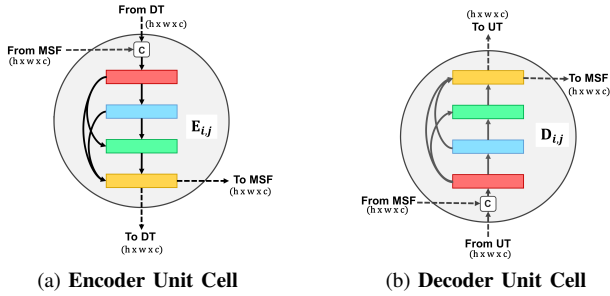 From DT
(h x w x c)
From MSF
(h x w x c)
C
E_{i,j}
To MSF
(h x w x c)
To DT
(h x w x c)
(a) Encoder Unit Cell
To UT
(h x w x c)
To MSF
(h x w x c)
D_{i,j}
From MSF
(h x w x c)
C
From UT
(h x w x c)
(b) Decoder Unit Cell